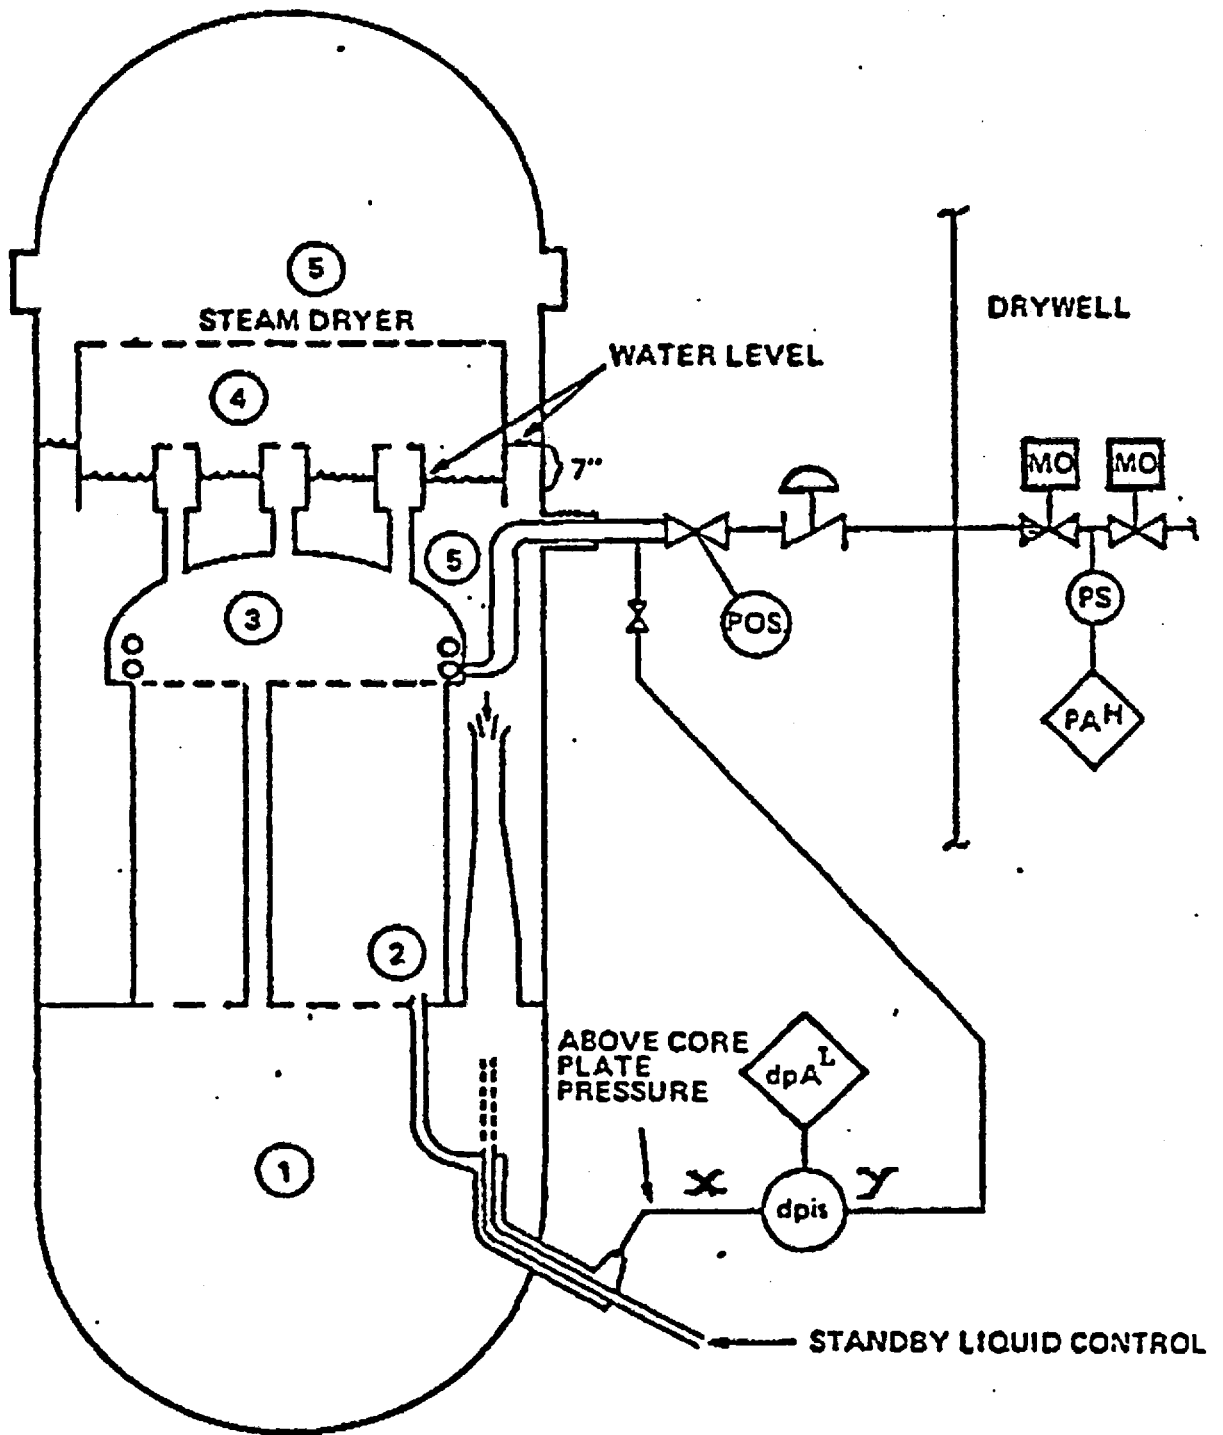 5
STEAM DRYER
DRYWELL
WATER LEVEL
4
7"
MO
MO
5
3
POS.
PS
PA H
2
ABOVE CORE
PLATE
PRESSURE
dpA L
1
X
dpis
Y
STANDBY LIQUID CONTROL